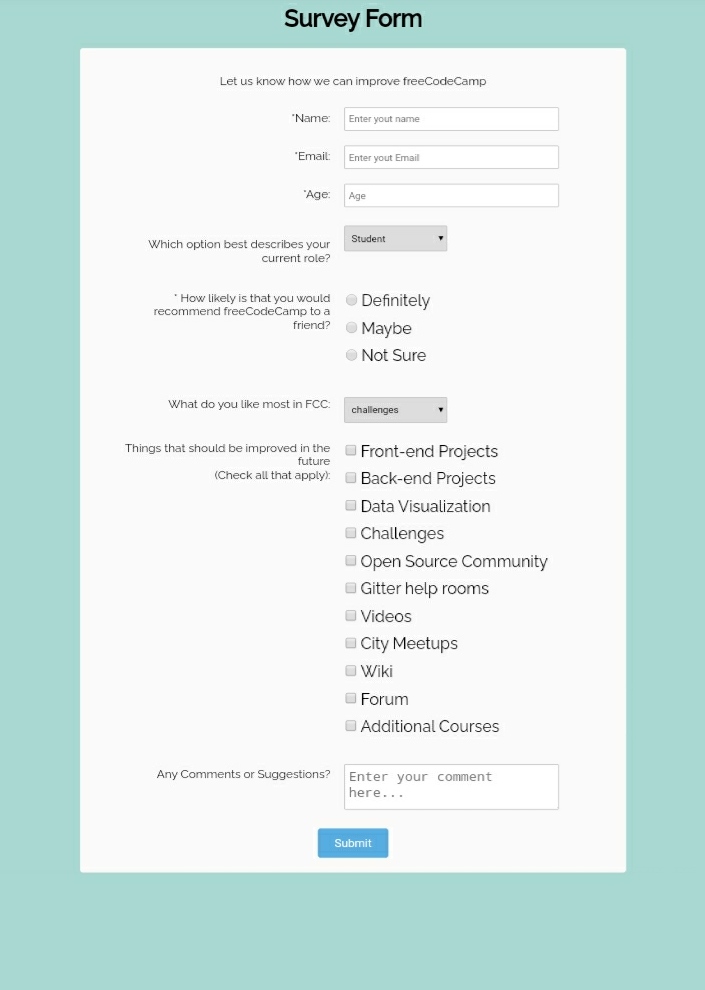 Survey Form
Let us know how we can improve freeCodeCamp
*Name:
Enter yout name
*Email:
Enter yout Email
*Age:
Age
Which option best describes your
current role?
Student
* How likely is that you would
recommend freeCodeCamp to a
friend?
Definitely
Maybe
Not Sure
What do you like most in FCC:
challenges
Things that should be improved in the
future
(Check all that apply):
Front-end Projects
Back-end Projects
Data Visualization
Challenges
Open Source Community
Gitter help rooms
Videos
City Meetups
Wiki
Forum
Additional Courses
Any Comments or Suggestions?
Enter your comment
here...
Submit